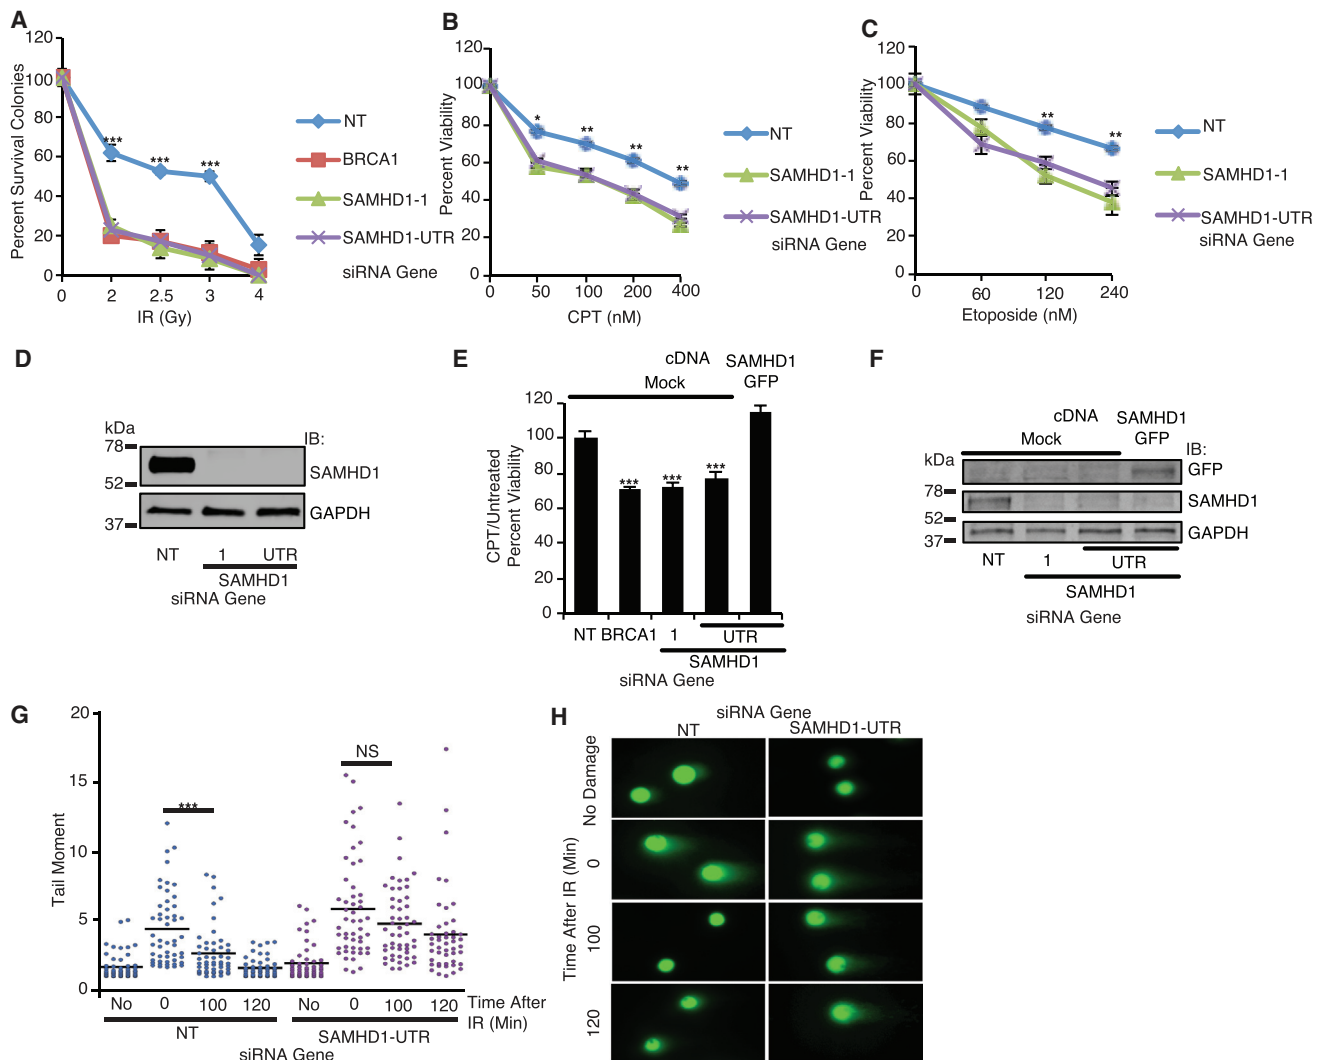 A
120
100
80
60
40
20
0
Percent Survival Colonies
***
***
***
0
2
2.5
3
4
IR (Gy)
NT
BRCA1
SAMHD1-1
SAMHD1-UTR
siRNA Gene
B
120
100
80
60
40
20
0
Percent Viability
*
**
**
**
0
50
100
200
400
CPT (nM)
NT
SAMHD1-1
SAMHD1-UTR
siRNA Gene
C
120
100
80
60
40
20
0
Percent Viability
**
**
0
60
120
240
Etoposide (nM)
NT
SAMHD1-1
SAMHD1-UTR
siRNA Gene
D
kDa
78
52
37
IB:
SAMHD1
GAPDH
NT
1
UTR
SAMHD1
siRNA Gene
E
cDNA
Mock
SAMHD1
GFP
120
100
80
60
40
20
0
CPT/Untreated
Percent Viability
***
***
***
NT
BRCA1
1
UTR
SAMHD1
siRNA Gene
F
cDNA
Mock
SAMHD1
GFP
kDa
78
52
37
IB:
GFP
SAMHD1
GAPDH
NT
1
UTR
SAMHD1
siRNA Gene
G
20
15
10
5
0
Tail Moment
***
NS
No
0
100
120
No
0
100
120
Time After
IR (Min)
NT
SAMHD1-UTR
siRNA Gene
H
siRNA Gene
NT
SAMHD1-UTR
No Damage
0
100
120
Time After IR (Min)